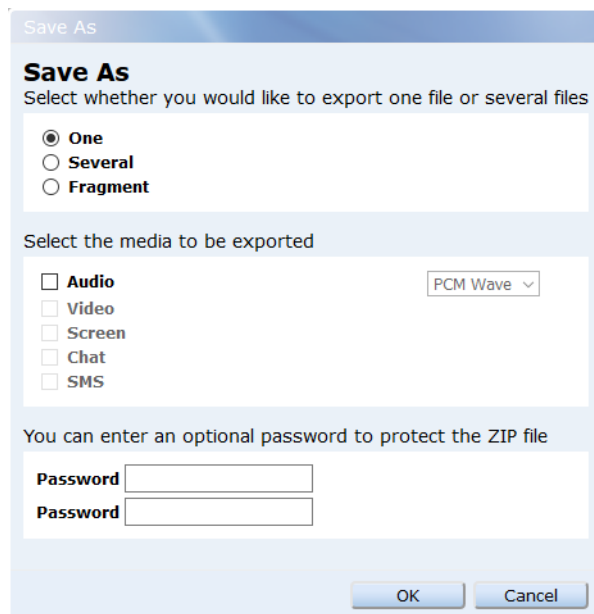 Save As
Save As
Select whether you would like to export one file or several files
One
Several
Fragment
Select the media to be exported
Audio PCM Wave
Video
Screen
Chat
SMS
You can enter an optional password to protect the ZIP file
Password
Password
OK Cancel